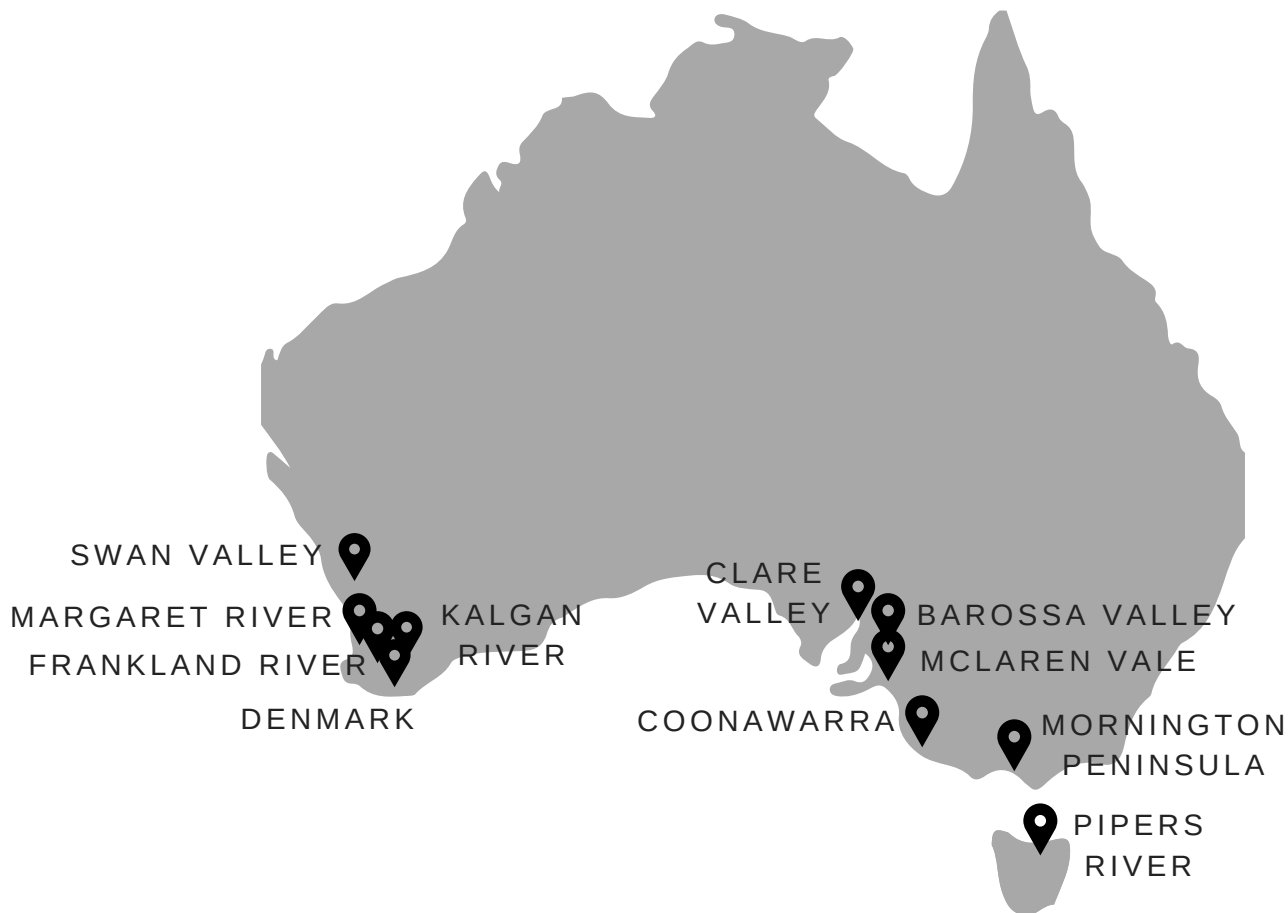 SWAN VALLEY
MARGARET RIVER
FRANKLAND RIVER
KALGAN
RIVER
DENMARK
CLARE
VALLEY
BAROSSA VALLEY
MCLAREN VALE
COONAWARRA
MORNINGTON
PENINSULA
PIPERS
RIVER